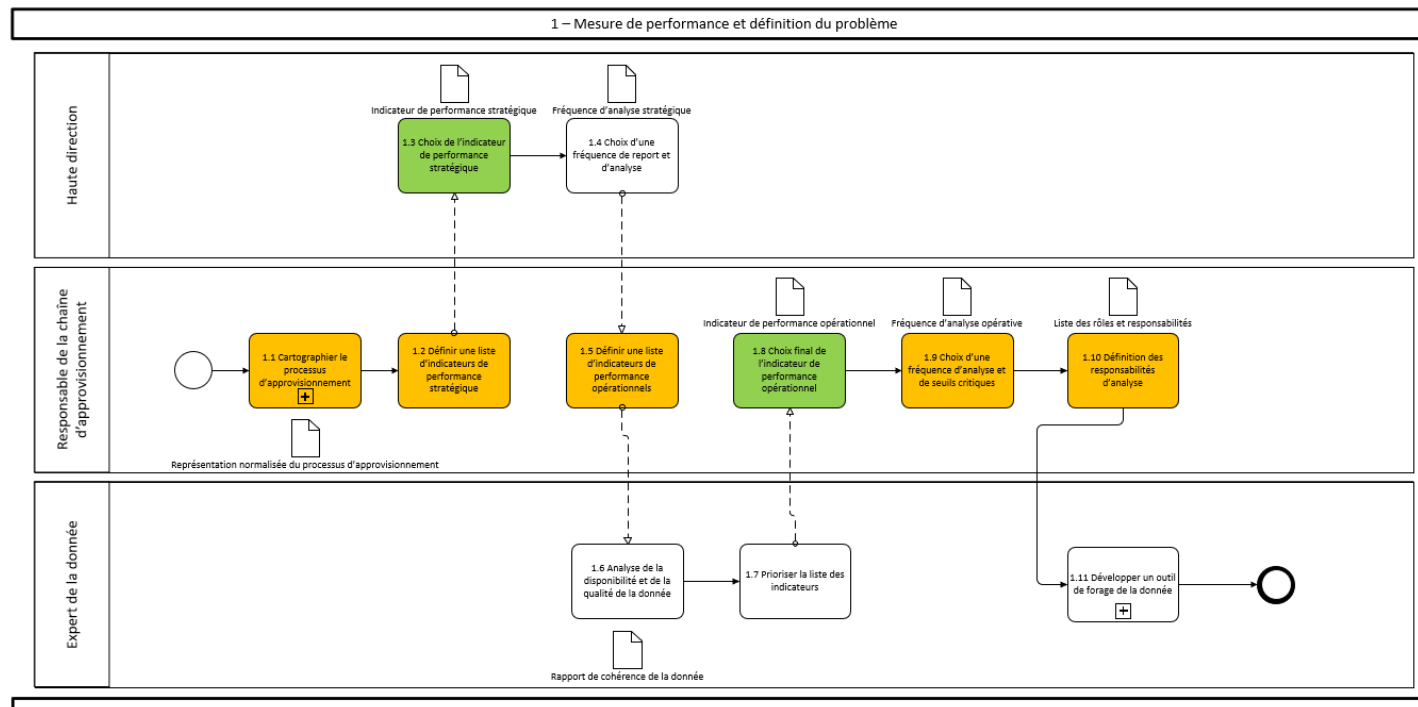 1 – Mesure de performance et définition du problème
Haute direction
Indicateur de performance stratégique
Fréquence d'analyse stratégique
1.3 Choix de l'indicateur
de performance
stratégique
1.4 Choix d'une
fréquence de report et
d'analyse
Responsable de la chaîne
d'approvisionnement
Indicateur de performance opérationnel
Fréquence d'analyse opérative
Liste des rôles et responsabilités
1.1 Cartographier le
processus
d'approvisionnement
1.2 Définir une liste
d'indicateurs de
performance
stratégique
1.5 Définir une liste
d'indicateurs de
performance
opérationnels
1.8 Choix final de
l'indicateur de
performance
opérationnel
1.9 Choix d'une
fréquence d'analyse et
de seuils critiques
1.10 Définition des
responsabilités
d'analyse
Représentation normalisée du processus d'approvisionnement
Expert de la donnée
1.6 Analyse de la
disponibilité et de la
qualité de la donnée
1.7 Prioriser la liste des
indicateurs
1.11 Développer un outil
de forage de la donnée
Rapport de cohérence de la donnée